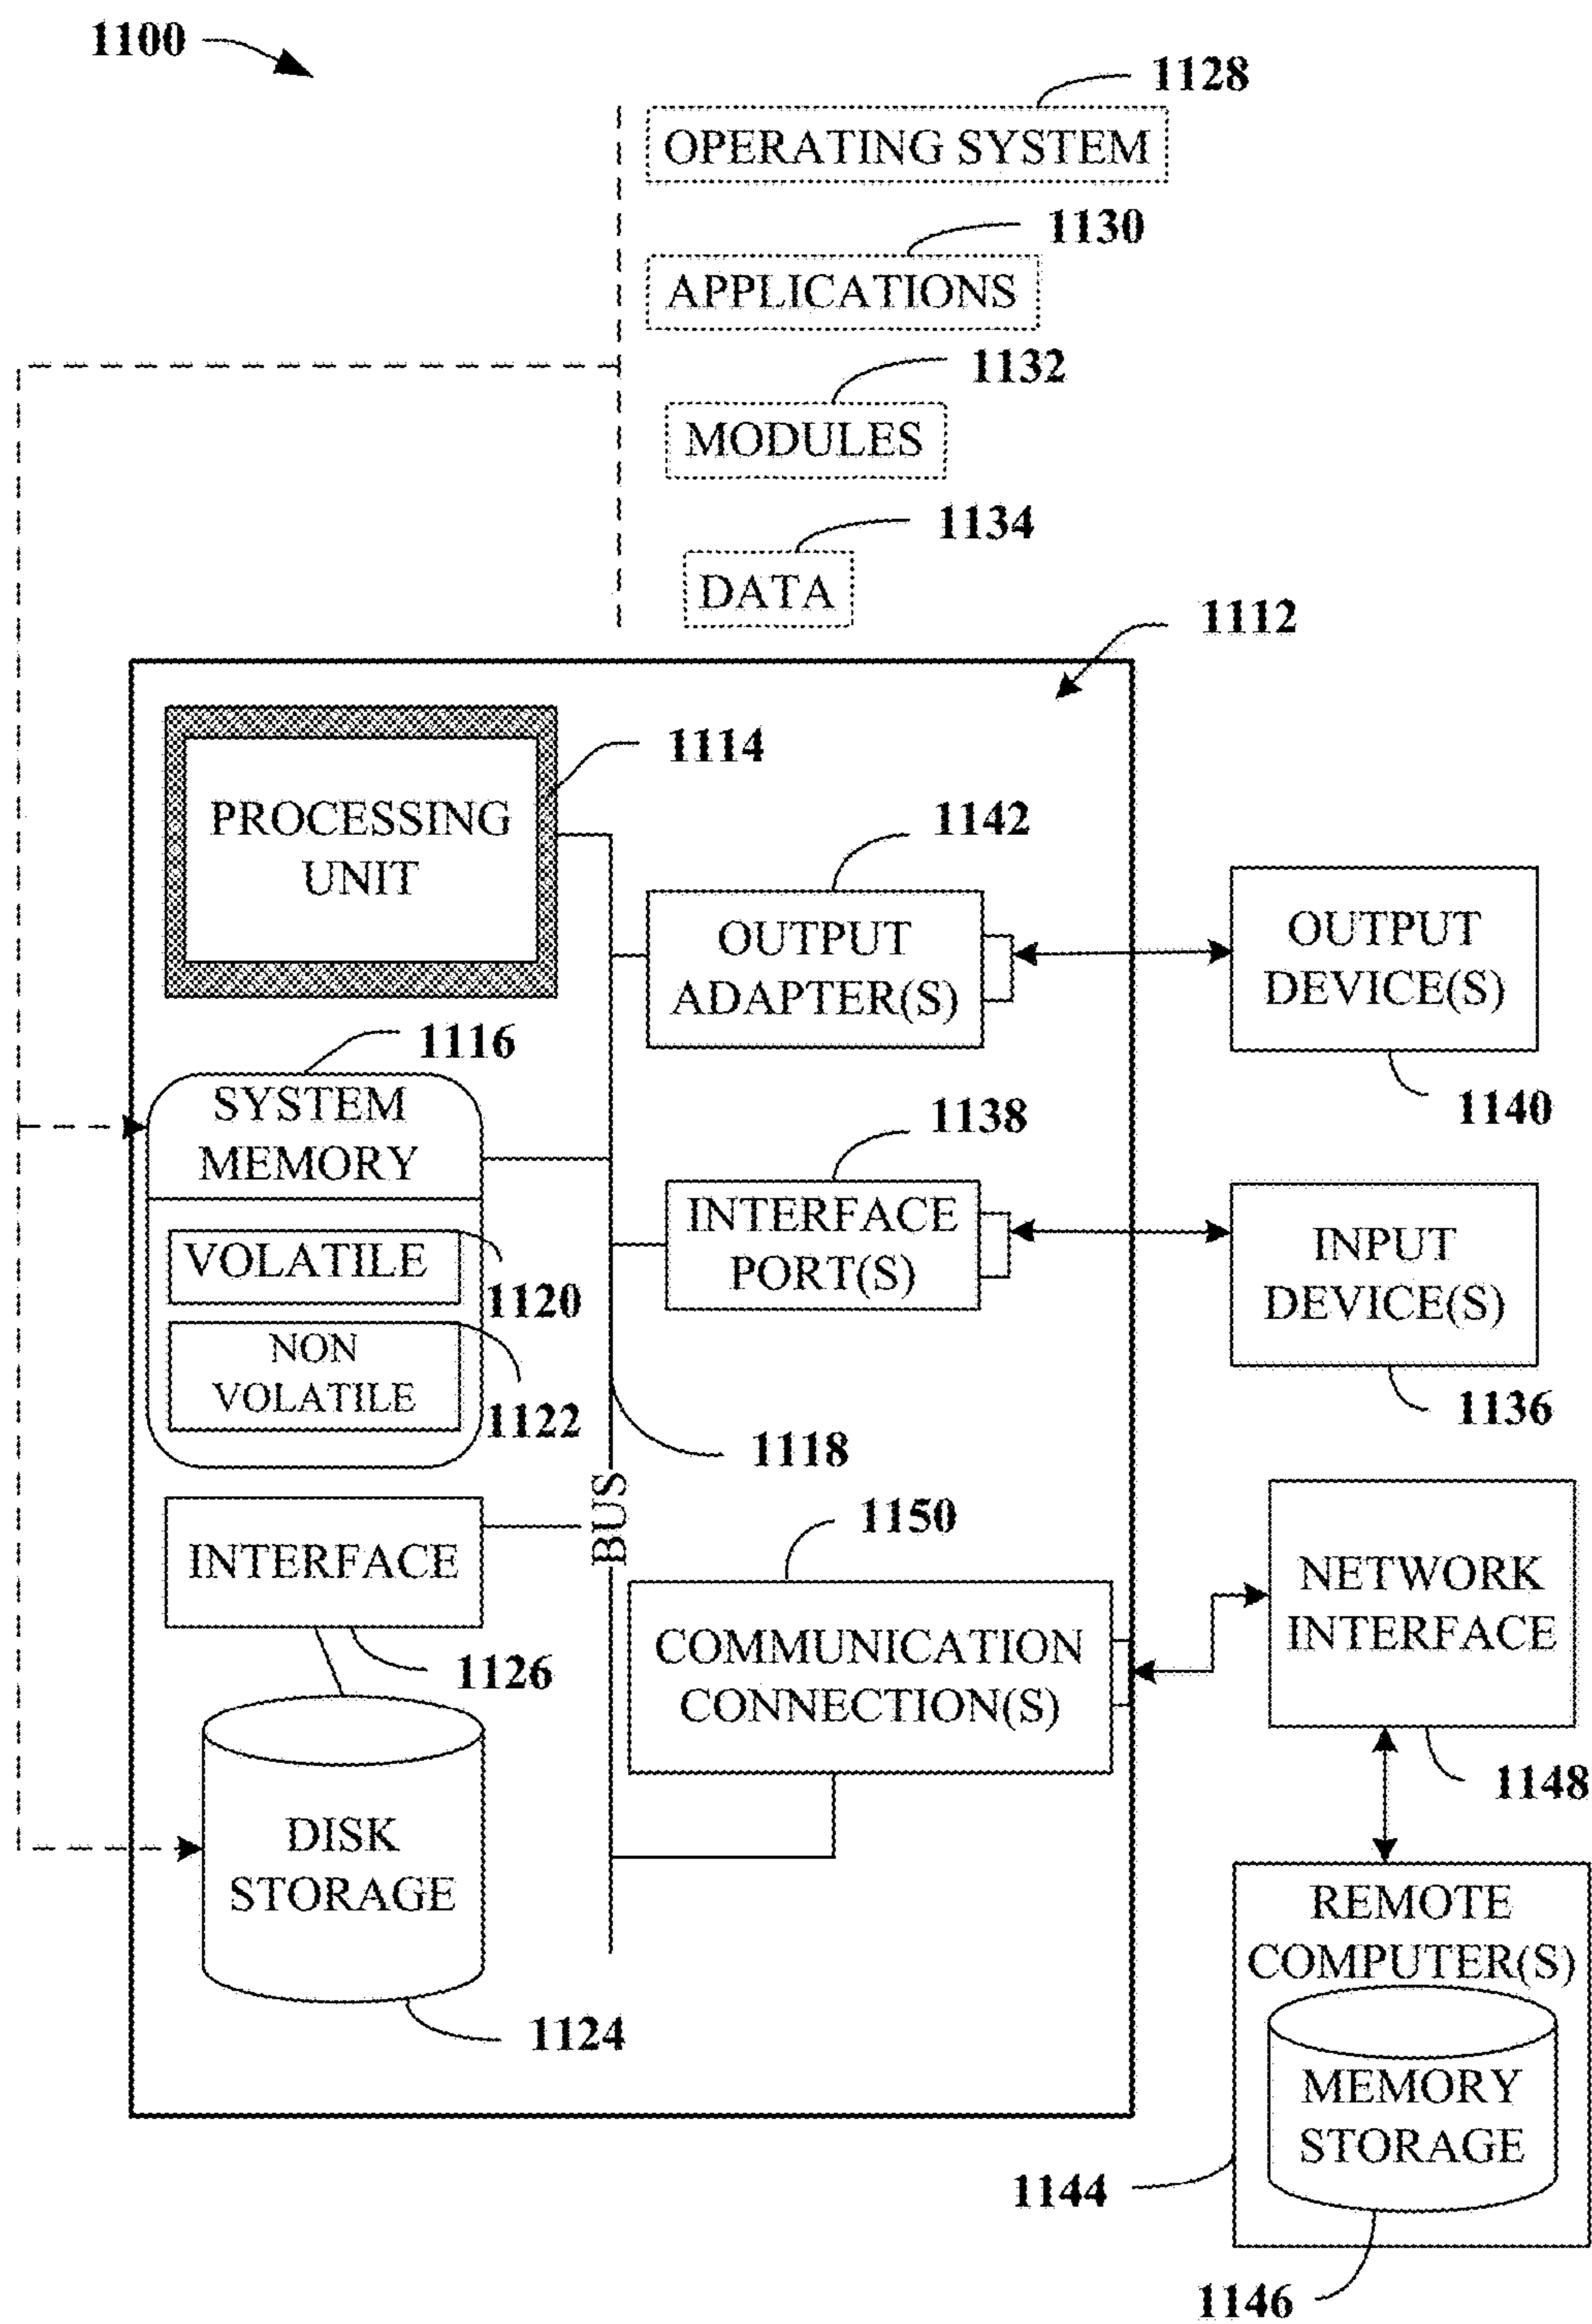 1100
1128
OPERATING SYSTEM
1130
APPLICATIONS
1132
MODULES
1134
DATA
1112
PROCESSING
UNIT
1114
1142
OUTPUT
ADAPTER(S)
OUTPUT
DEVICE(S)
1140
1116
SYSTEM
MEMORY
VOLATILE
1120
NON
VOLATILE
1122
1138
INTERFACE
PORT(S)
INPUT
DEVICE(S)
1136
1118
BUS
INTERFACE
1126
1150
COMMUNICATION
CONNECTION(S)
NETWORK
INTERFACE
1148
DISK
STORAGE
1124
REMOTE
COMPUTER(S)
MEMORY
STORAGE
1144
1146